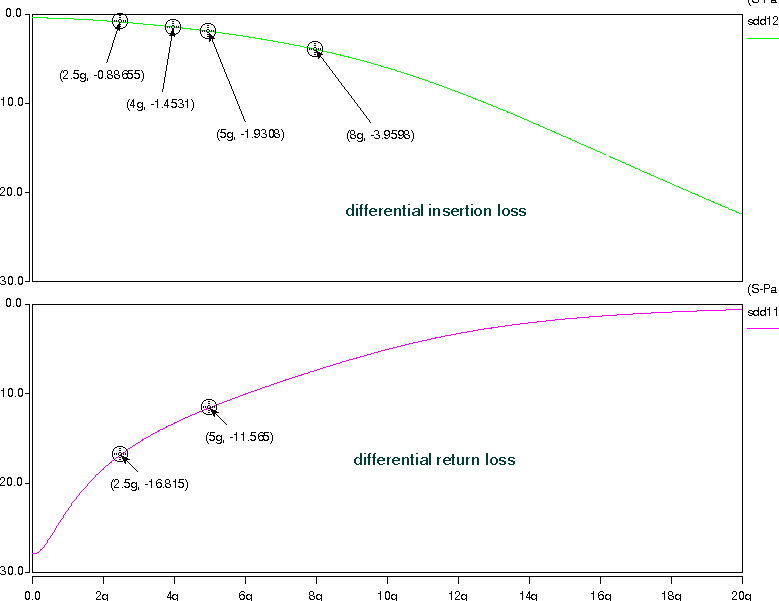 (S-Pa
0.0
sdd12
(2.5g, -0.88655)
10.0
(4g, -1.4531)
(5g, -1.9308)
(8g, -3.9598)
20.0
differential insertion loss
30.0
(S-Pa
0.0
sdd11
10.0
(5g, -11.565)
differential return loss
20.0
(2.5g, -16.815)
30.0
0.0 2g 4g 6g 8g 10g 12g 14g 16g 18g 20g